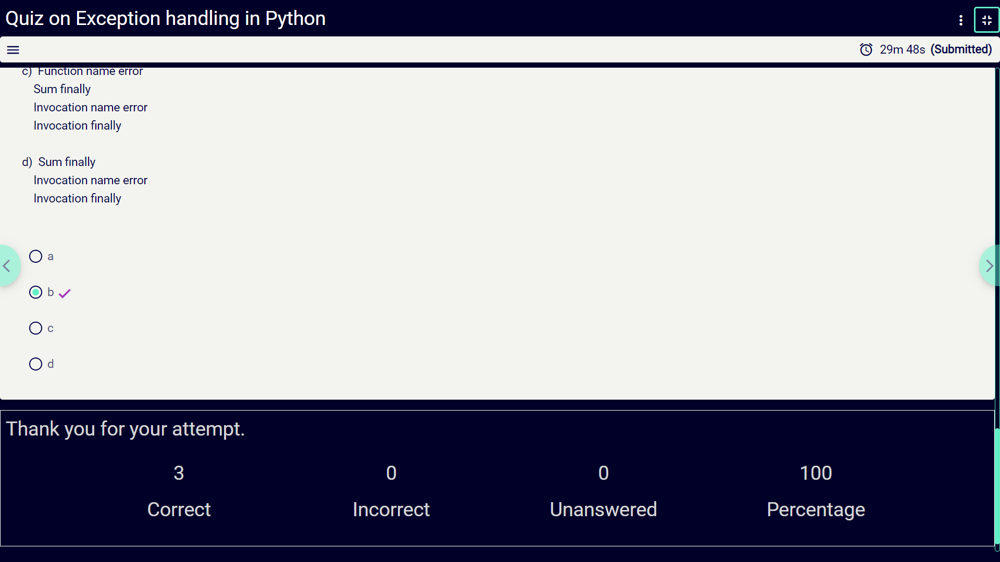 Quiz on Exception handling in Python
29m 48s (Submitted)
c) Function name error
Sum finally
Invocation name error
Invocation finally
d) Sum finally
Invocation name error
Invocation finally
a
b
c
d
Thank you for your attempt.
3 0 0 100
Correct Incorrect Unanswered Percentage